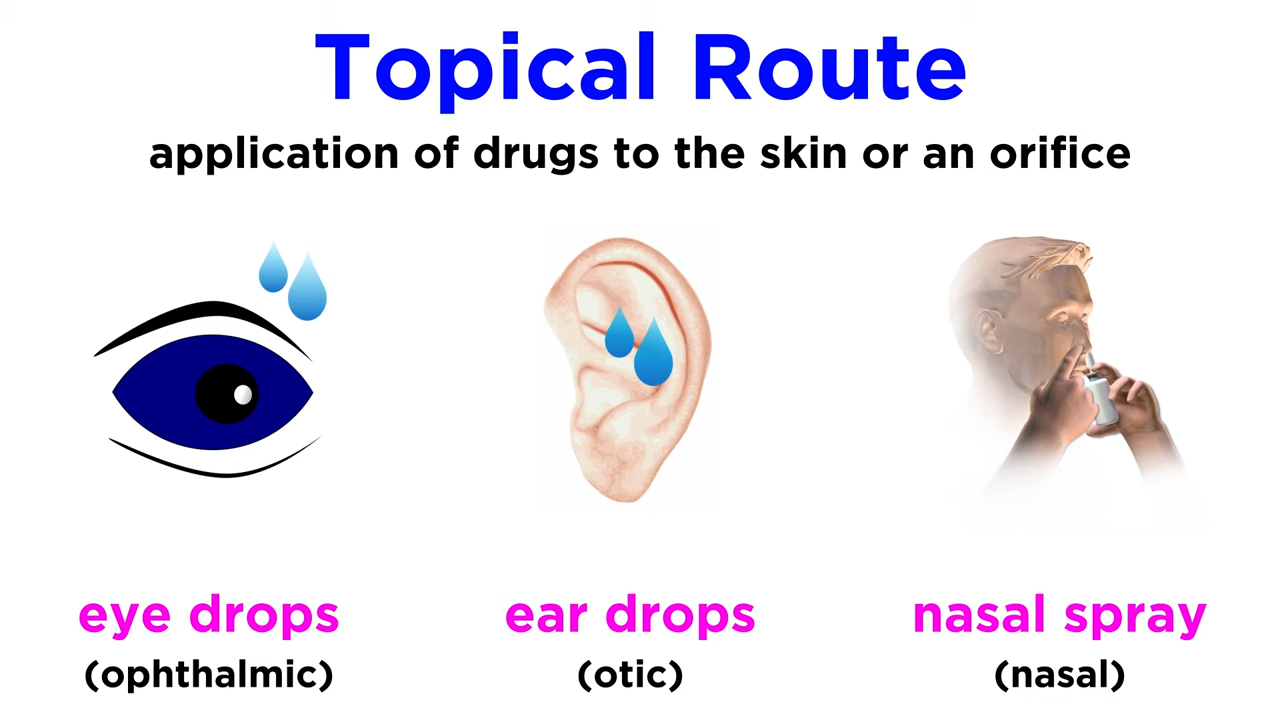 Topical Route
application of drugs to the skin or an orifice
eye drops
(ophthalmic)
ear drops
(otic)
nasal spray
(nasal)